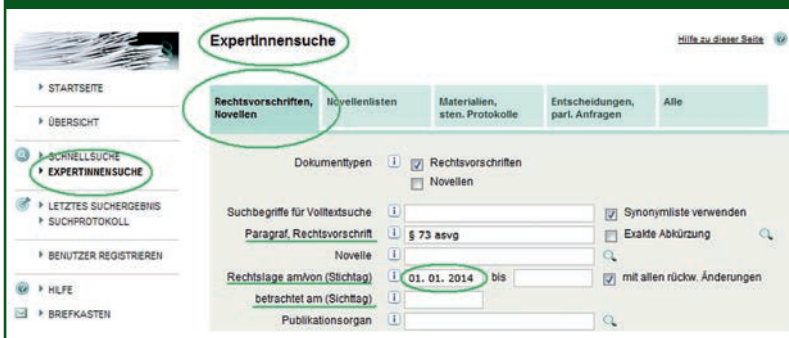 ExpertInnensuche
Hilfe zu dieser Seite
STARTSEITE
ÜBERSICHT
SCHNELLSUCHE
EXPERTINNENSUCHE
LETZTES SUCHERGEBNIS
SUCHPROTOKOLL
BENUTZER REGISTRIEREN
HILFE
BRIEFKASTEN
Rechtsvorschriften,
Novellen
Novellenlisten
Materialien,
sten. Protokolle
Entscheidungen,
parl. Anfragen
Alle
Dokumenttypen i Rechtsvorschriften
Novellen
Suchbegriffe für Volltextsuche i Synonymliste verwenden
Paragraf, Rechtsvorschrift i § 73 asvg Exakte Abkürzung
Novelle i
Rechtslage am/von (Stichtag) i 01. 01. 2014 bis mit allen rückw. Änderungen
betrachtet am (Sichttag) i
Publikationsorgan i